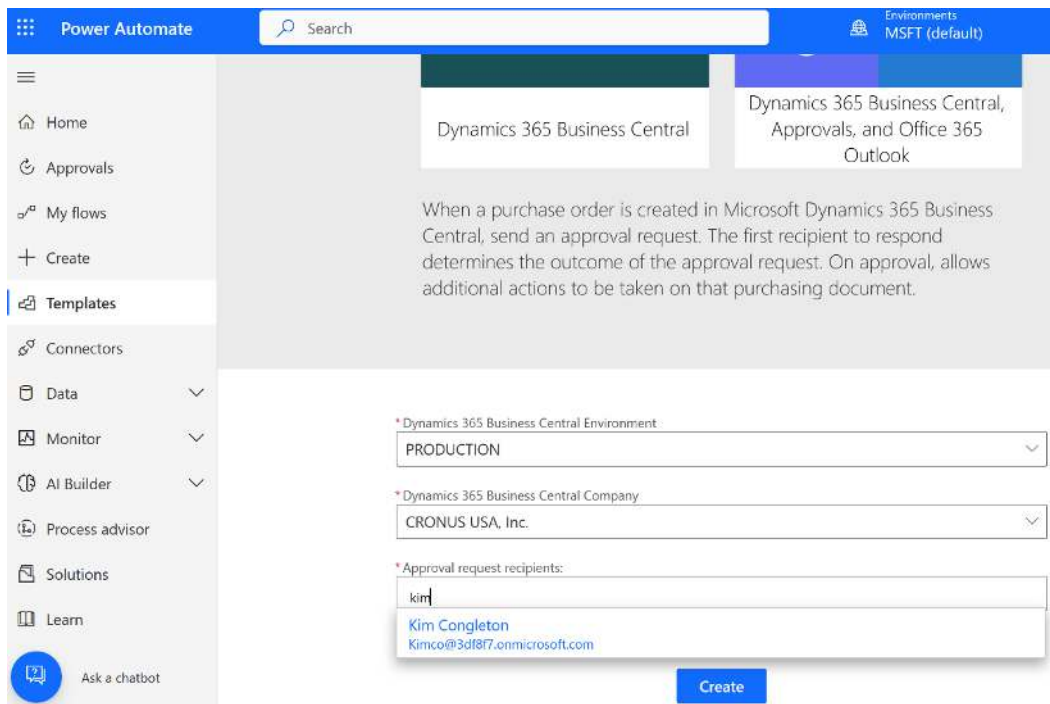 Power Automate
Search
Environments
MSFT (default)
Home
Approvals
My flows
Create
Templates
Connectors
Data
Monitor
AI Builder
Process advisor
Solutions
Learn
Ask a chatbot
Dynamics 365 Business Central
Dynamics 365 Business Central,
Approvals, and Office 365
Outlook
When a purchase order is created in Microsoft Dynamics 365 Business
Central, send an approval request. The first recipient to respond
determines the outcome of the approval request. On approval, allows
additional actions to be taken on that purchasing document.
* Dynamics 365 Business Central Environment
PRODUCTION
* Dynamics 365 Business Central Company
CRONUS USA, Inc.
* Approval request recipients:
kim
Kim Congleton
Kimco@3df8f7.onmicrosoft.com
Create